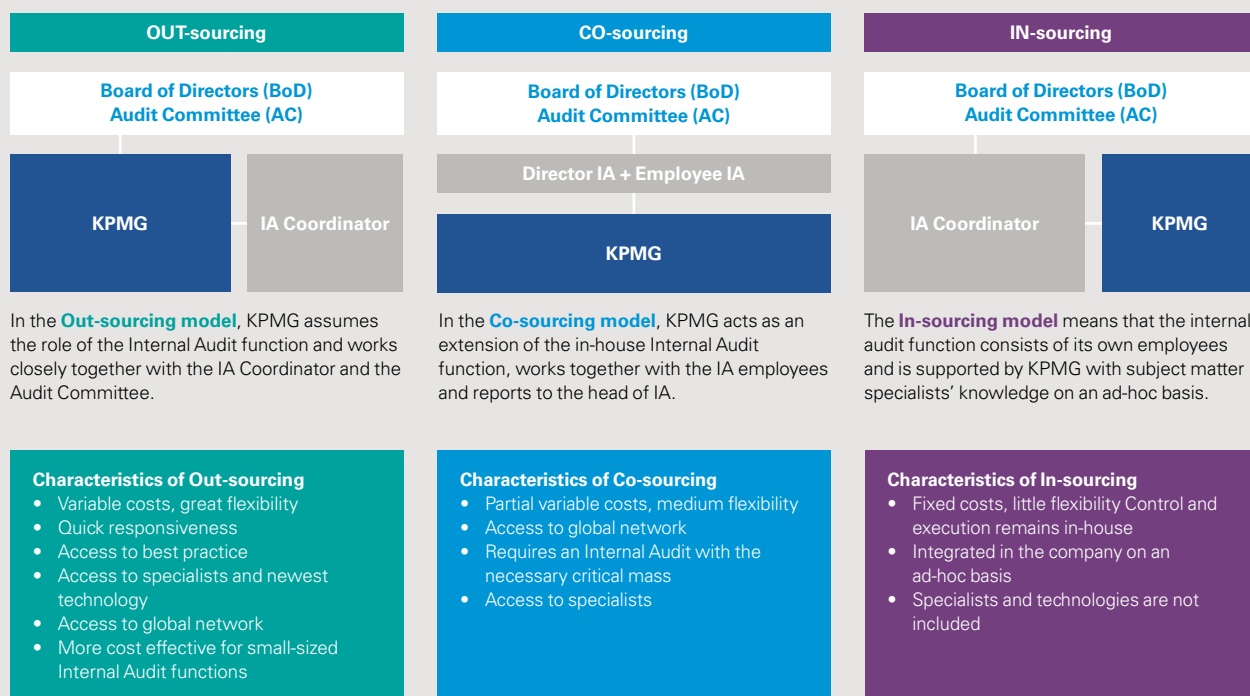 OUT-sourcing
Board of Directors (BoD)
Audit Committee (AC)
KPMG
IA Coordinator
In the Out-sourcing model, KPMG assumes
the role of the Internal Audit function and works
closely together with the IA Coordinator and the
Audit Committee.
Characteristics of Out-sourcing
• Variable costs, great flexibility
• Quick responsiveness
• Access to best practice
• Access to specialists and newest
technology
• Access to global network
• More cost effective for small-sized
Internal Audit functions
CO-sourcing
Board of Directors (BoD)
Audit Committee (AC)
Director IA + Employee IA
KPMG
In the Co-sourcing model, KPMG acts as an
extension of the in-house Internal Audit
function, works together with the IA employees
and reports to the head of IA.
Characteristics of Co-sourcing
• Partial variable costs, medium flexibility
• Access to global network
• Requires an Internal Audit with the
necessary critical mass
• Access to specialists
IN-sourcing
Board of Directors (BoD)
Audit Committee (AC)
IA Coordinator
KPMG
The In-sourcing model means that the internal
audit function consists of its own employees
and is supported by KPMG with subject matter
specialists’ knowledge on an ad-hoc basis.
Characteristics of In-sourcing
• Fixed costs, little flexibility Control and
execution remains in-house
• Integrated in the company on an
ad-hoc basis
• Specialists and technologies are not
included